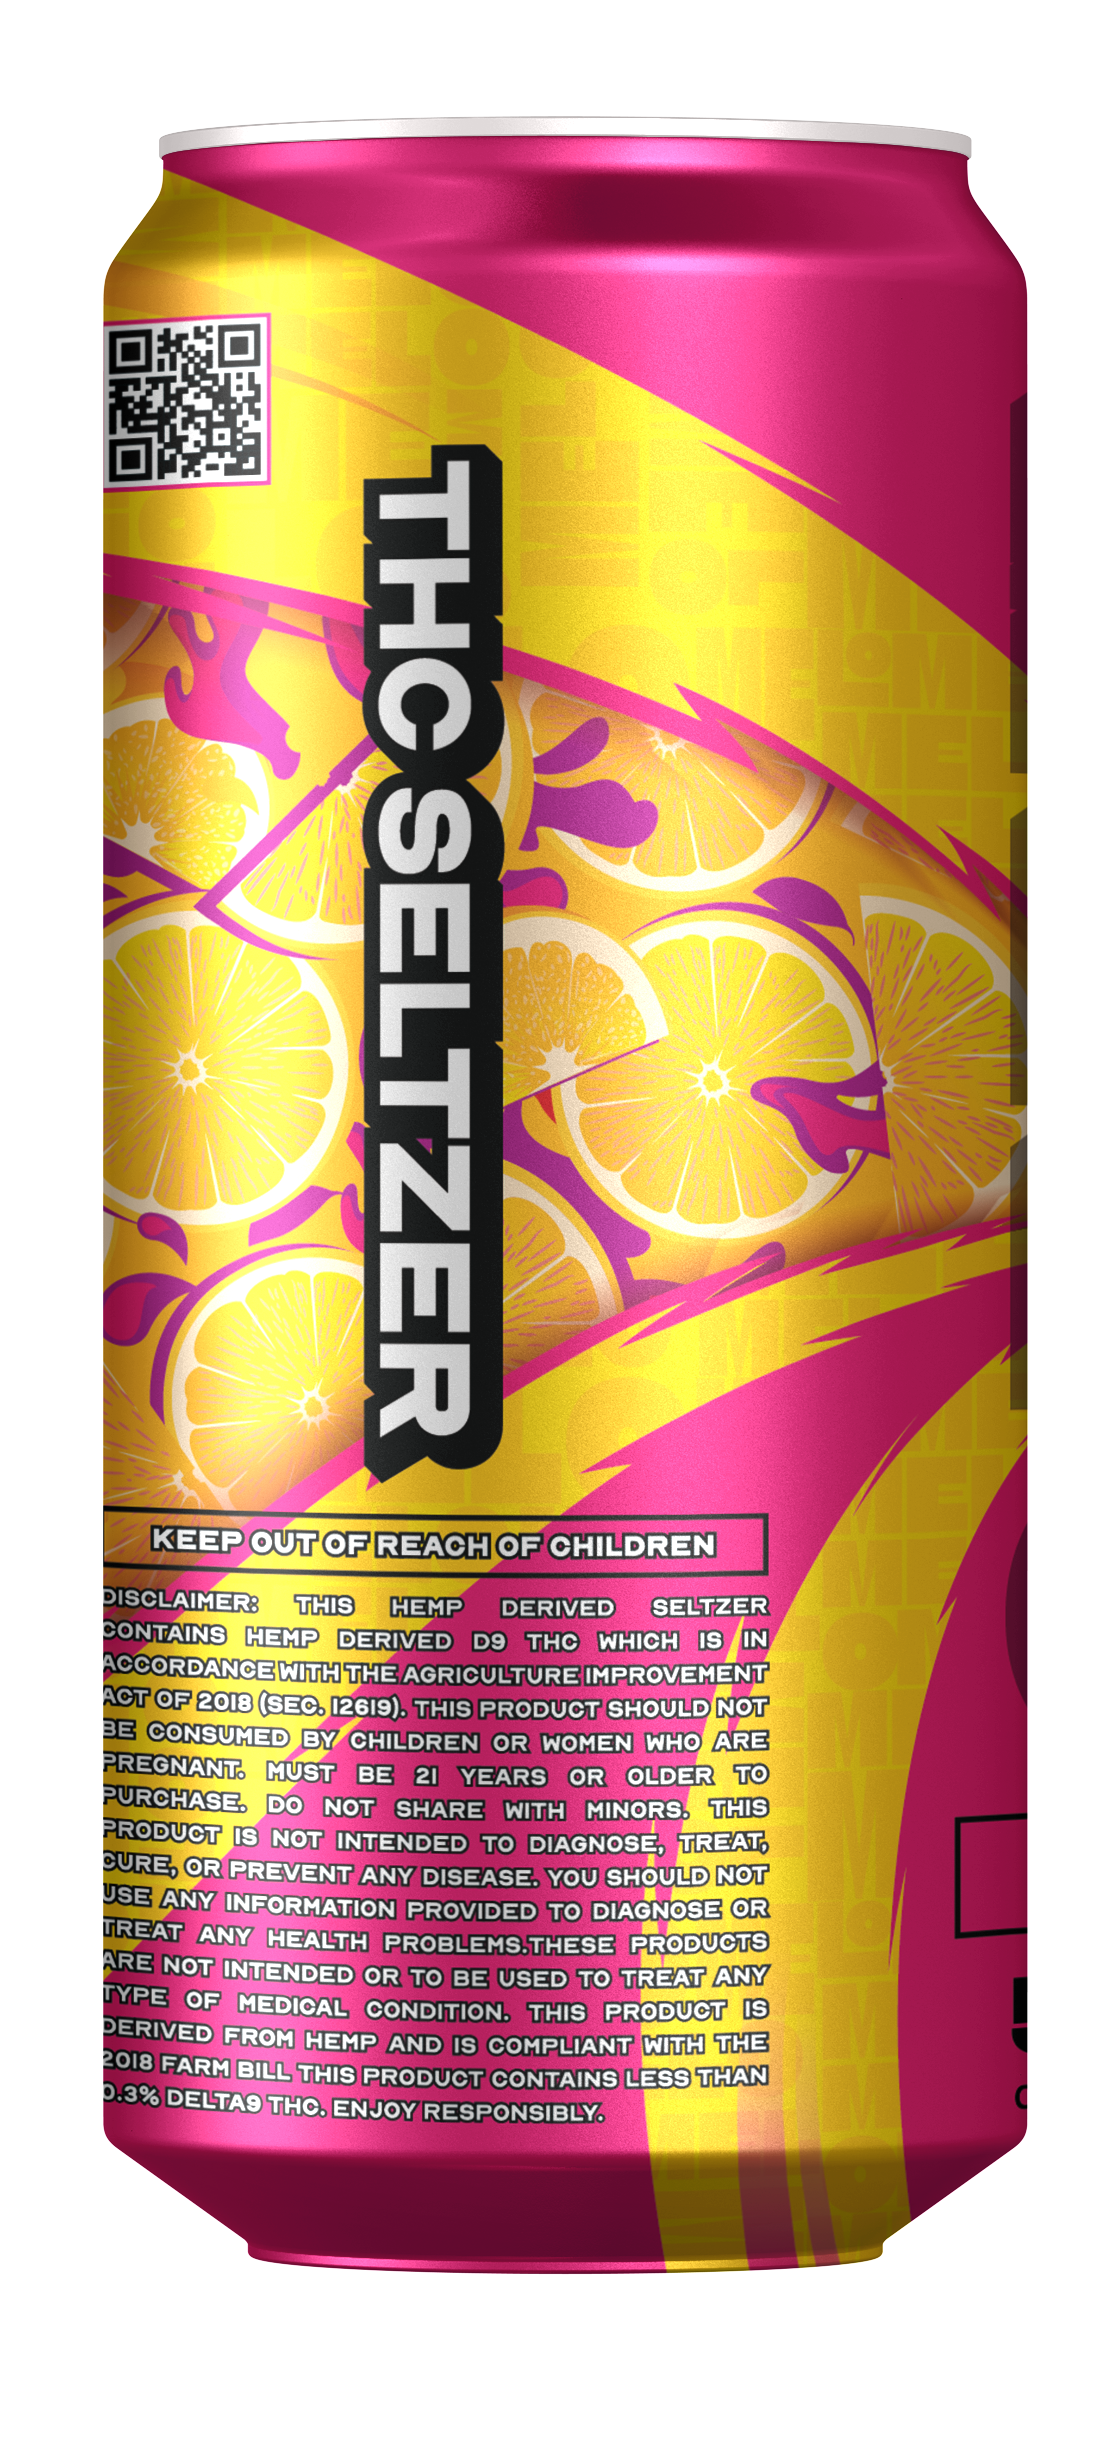 THC SELTZER
KEEP OUT OF REACH OF CHILDREN
DISCLAIMER: THIS HEMP DERIVED SELTZER
CONTAINS HEMP DERIVED D9 THC WHICH IS IN
ACCORDANCE WITH THE AGRICULTURE IMPROVEMENT
ACT OF 2018 (SEC. 12619). THIS PRODUCT SHOULD NOT
BE CONSUMED BY CHILDREN OR WOMEN WHO ARE
PREGNANT. MUST BE 21 YEARS OR OLDER TO
PURCHASE. DO NOT SHARE WITH MINORS. THIS
PRODUCT IS NOT INTENDED TO DIAGNOSE, TREAT,
CURE, OR PREVENT ANY DISEASE. YOU SHOULD NOT
USE ANY INFORMATION PROVIDED TO DIAGNOSE OR
TREAT ANY HEALTH PROBLEMS.THESE PRODUCTS
ARE NOT INTENDED OR TO BE USED TO TREAT ANY
TYPE OF MEDICAL CONDITION. THIS PRODUCT IS
DERIVED FROM HEMP AND IS COMPLIANT WITH THE
2018 FARM BILL THIS PRODUCT CONTAINS LESS THAN
0.3% DELTA9 THC. ENJOY RESPONSIBLY.